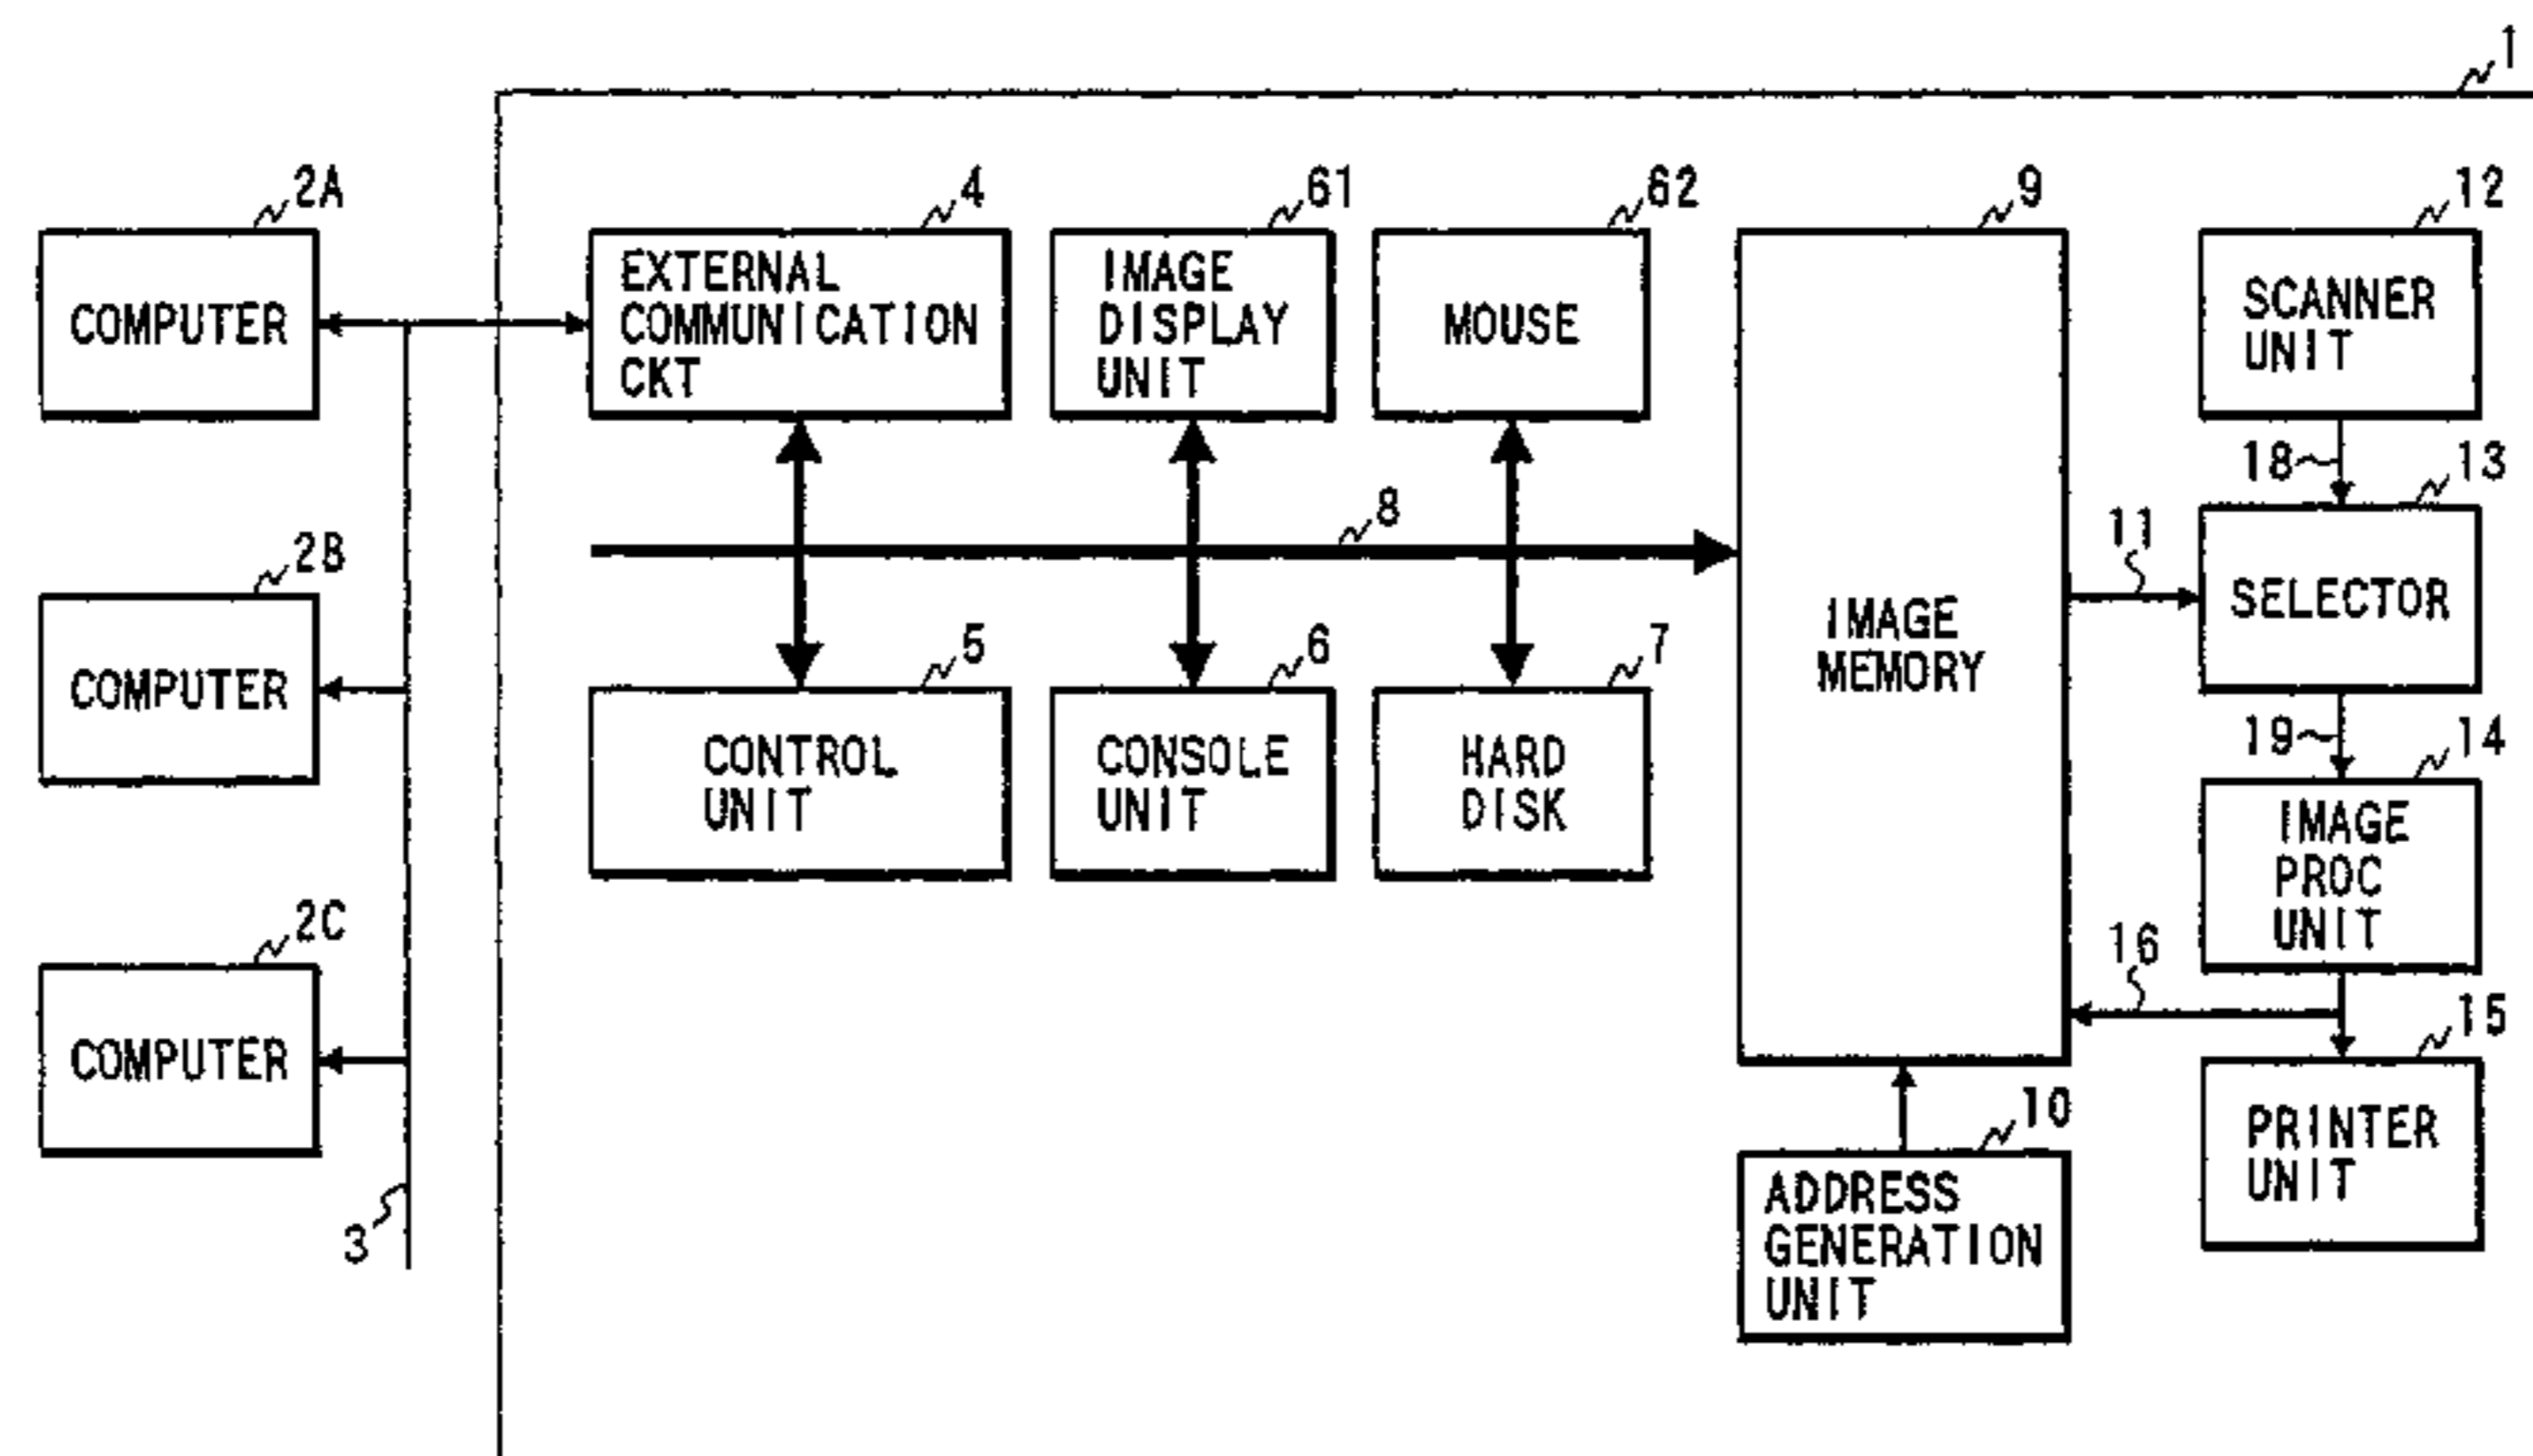 1
2A
COMPUTER
4
EXTERNAL
COMMUNICATION
CKT
61
IMAGE
DISPLAY
UNIT
62
MOUSE
9
IMAGE
MEMORY
12
SCANNER
UNIT
18
13
SELECTOR
11
8
2B
COMPUTER
5
CONTROL
UNIT
6
CONSOLE
UNIT
7
HARD
DISK
19
14
IMAGE
PROC
UNIT
16
2C
COMPUTER
3
10
ADDRESS
GENERATION
UNIT
15
PRINTER
UNIT